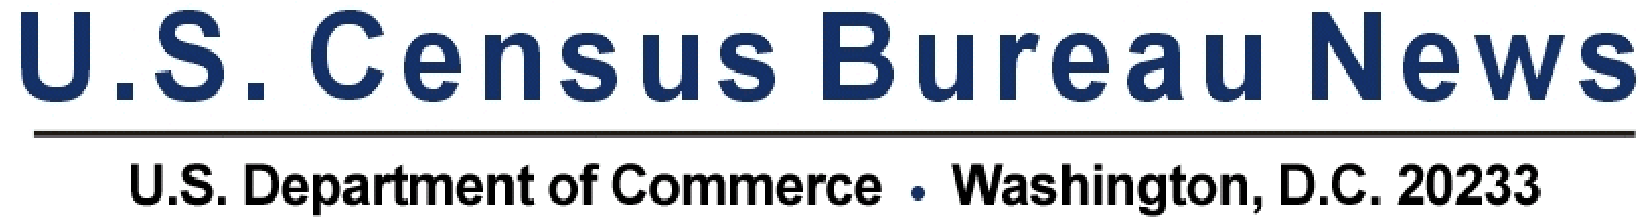 U.S. Census Bureau News
U.S. Department of Commerce • Washington, D.C. 20233